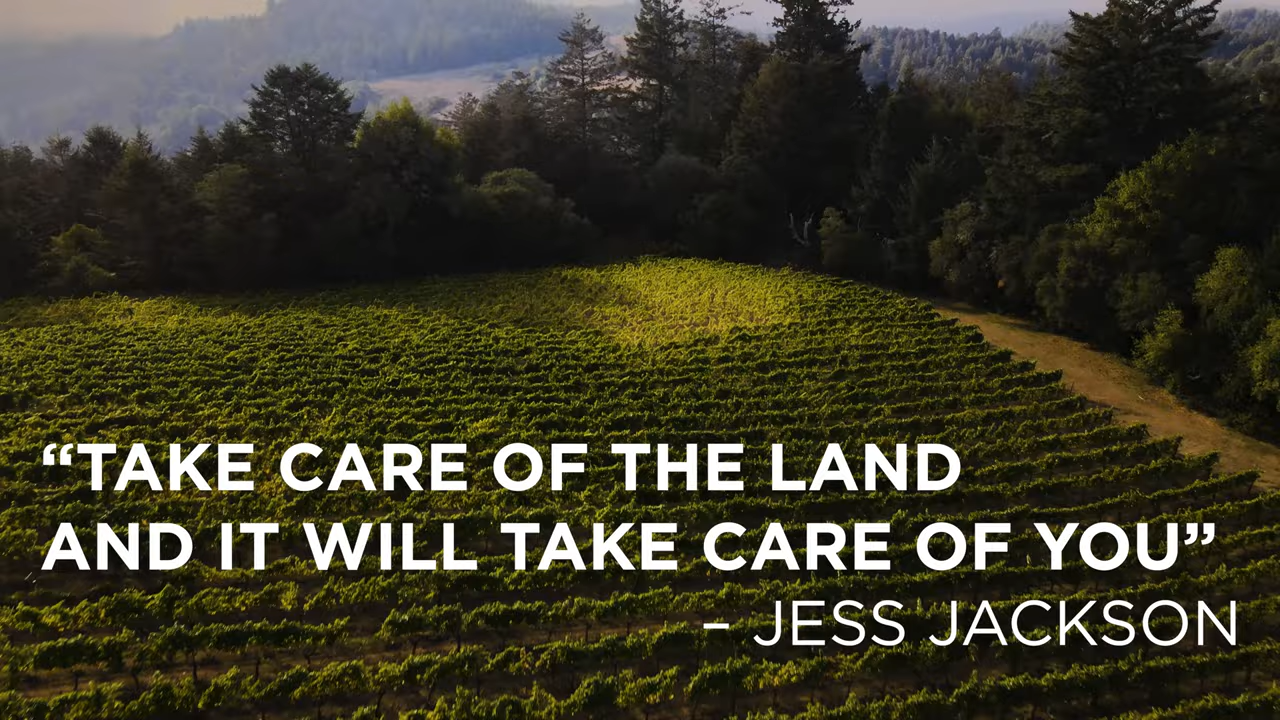 “TAKE CARE OF THE LAND
AND IT WILL TAKE CARE OF YOU”
– JESS JACKSON